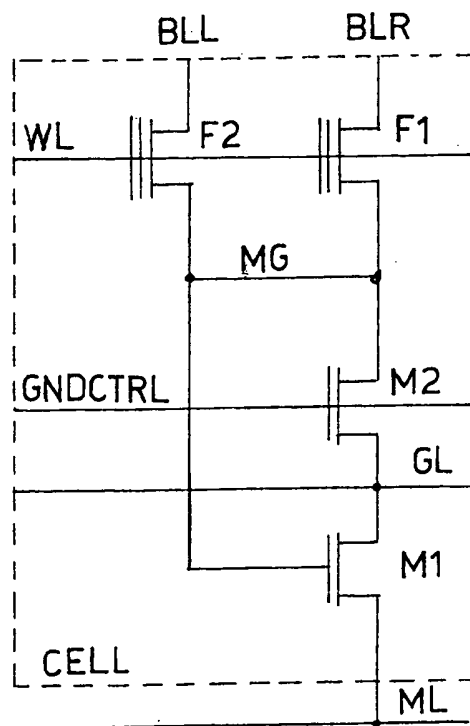 BLL BLR
WL F2 F1
MG
GNDCTRL M2
GL
M1
CELL
ML